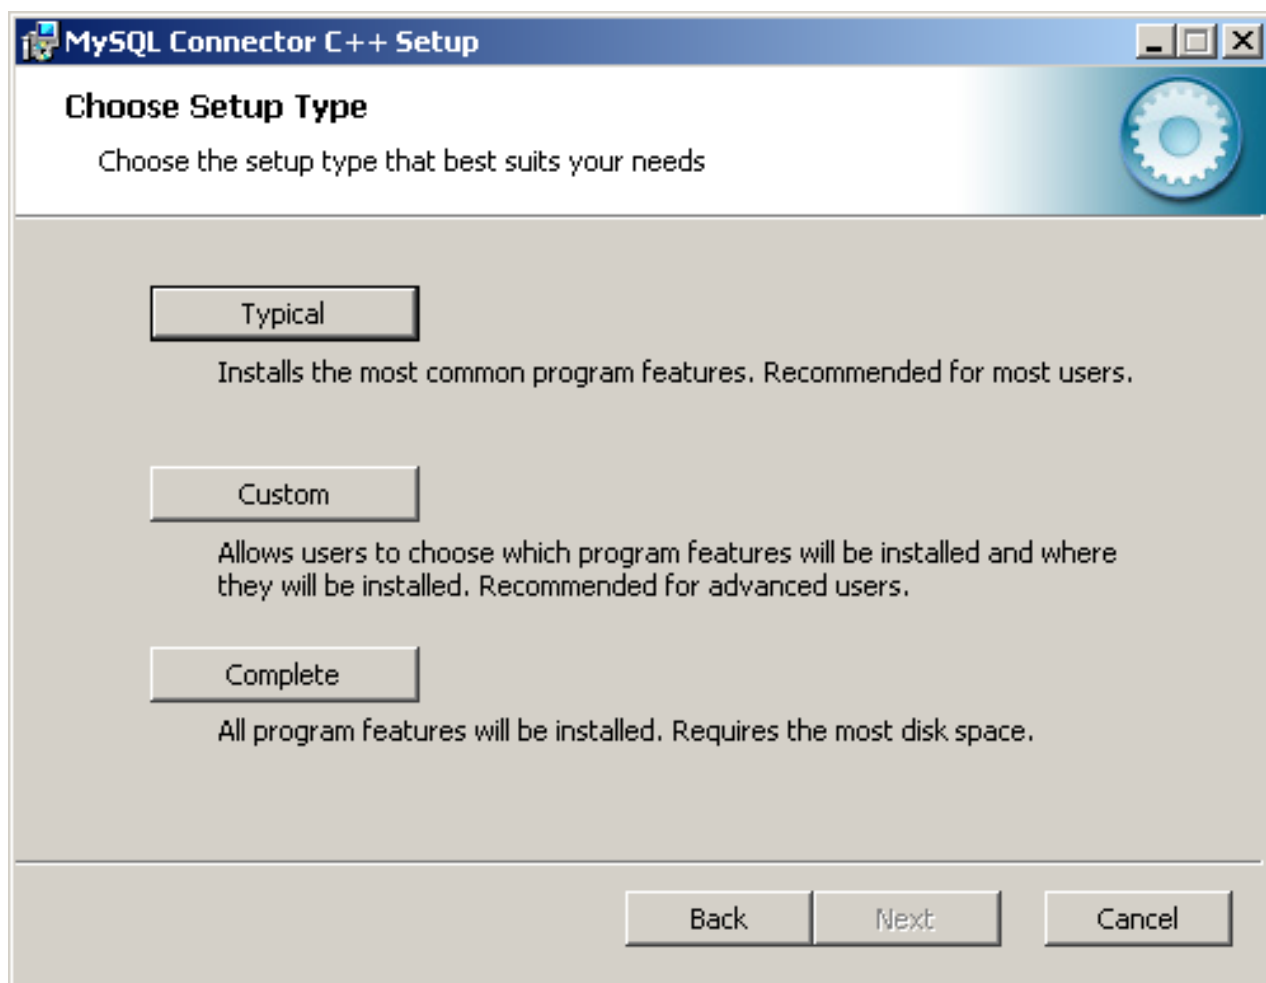 MySQL Connector C++ Setup
Choose Setup Type
Choose the setup type that best suits your needs
Typical
Installs the most common program features. Recommended for most users.
Custom
Allows users to choose which program features will be installed and where
they will be installed. Recommended for advanced users.
Complete
All program features will be installed. Requires the most disk space.
Back
Next
Cancel